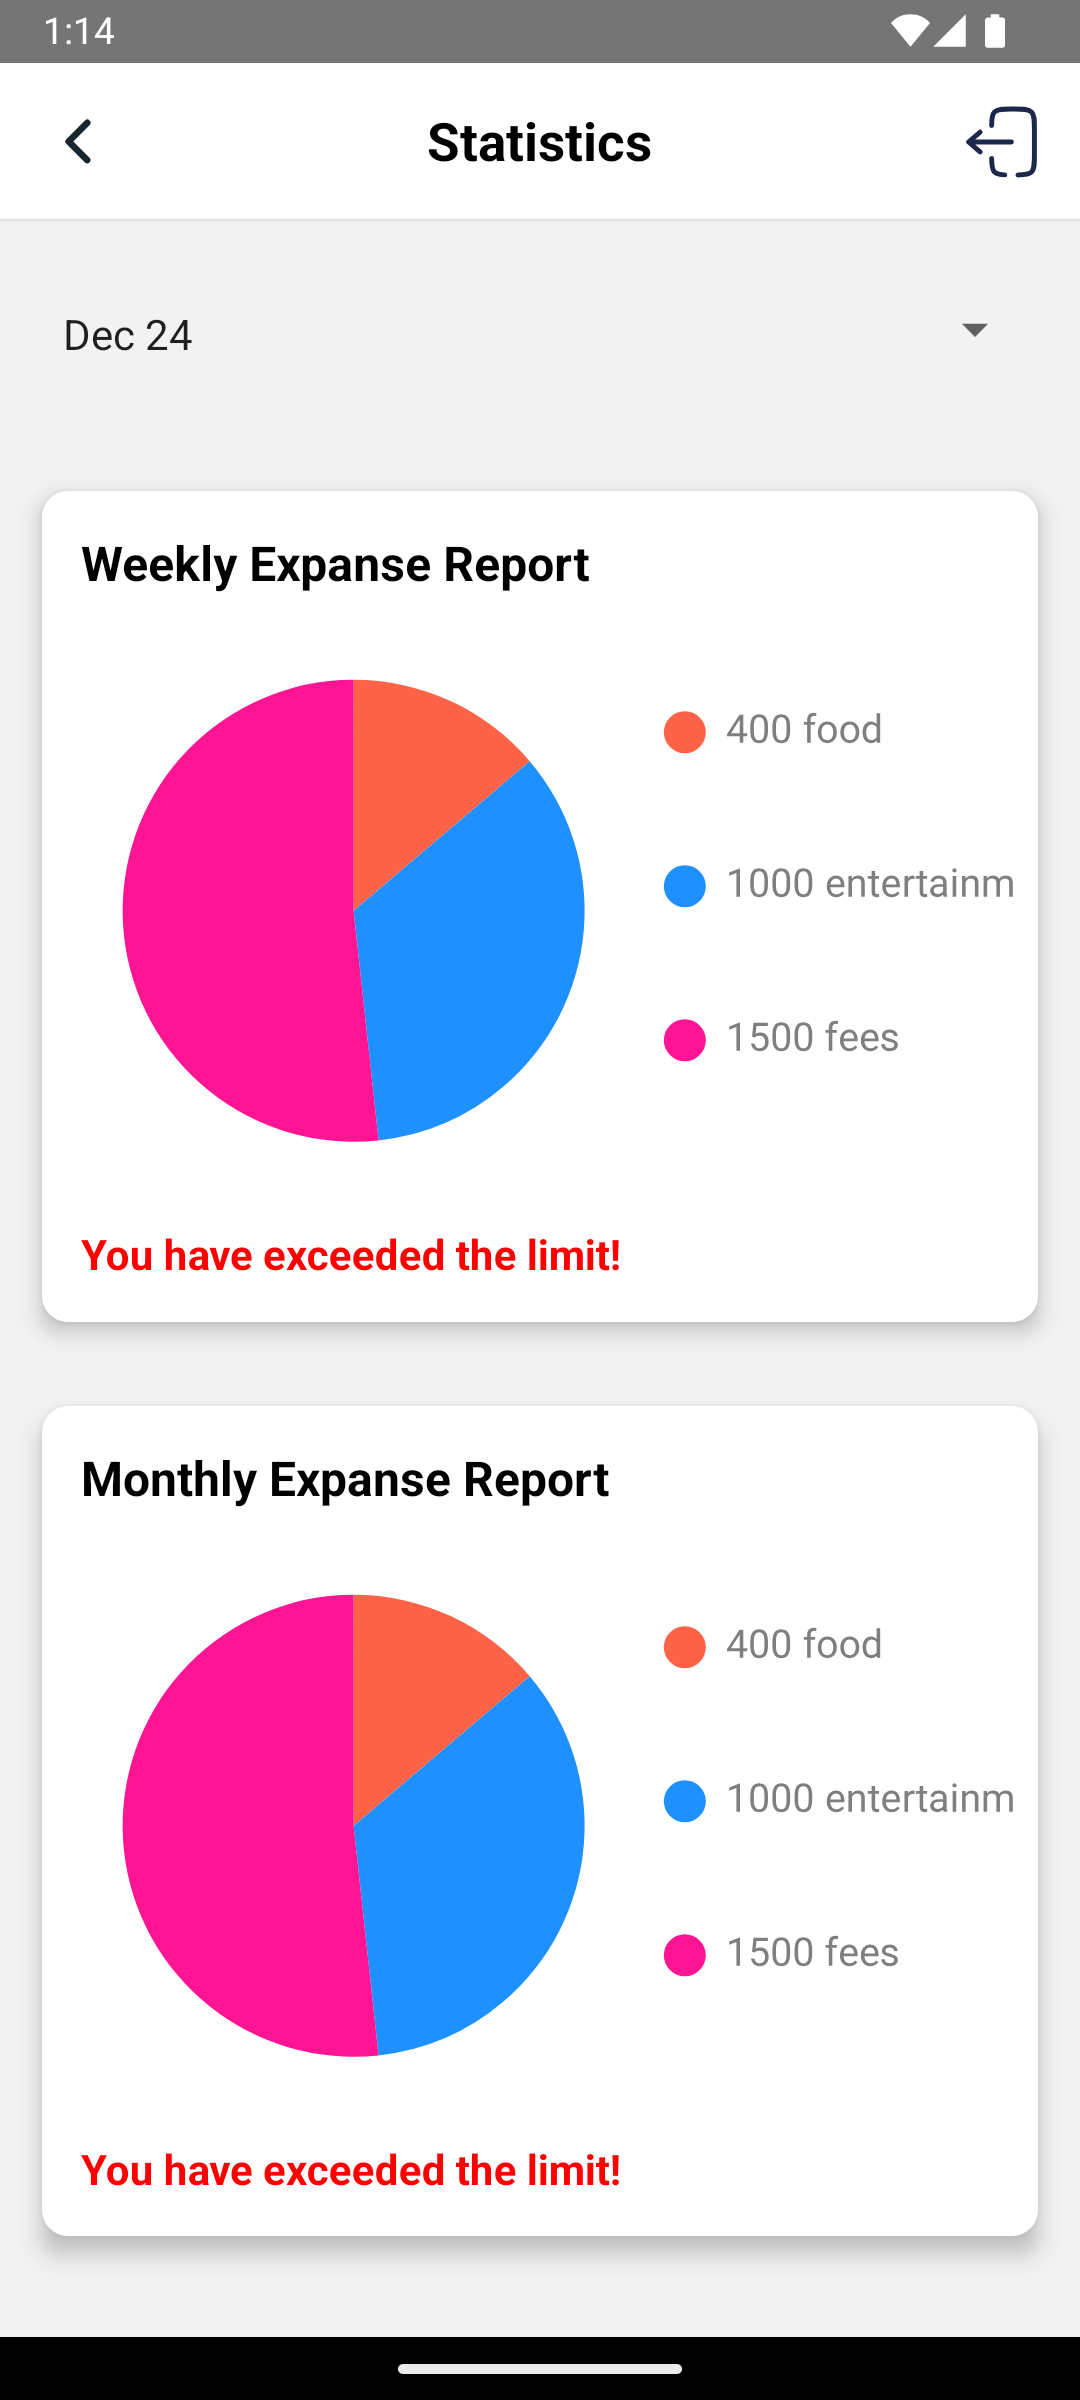 1:14
Statistics
Dec 24
Weekly Expanse Report
400 food
1000 entertainm
1500 fees
You have exceeded the limit!
Monthly Expanse Report
400 food
1000 entertainm
1500 fees
You have exceeded the limit!